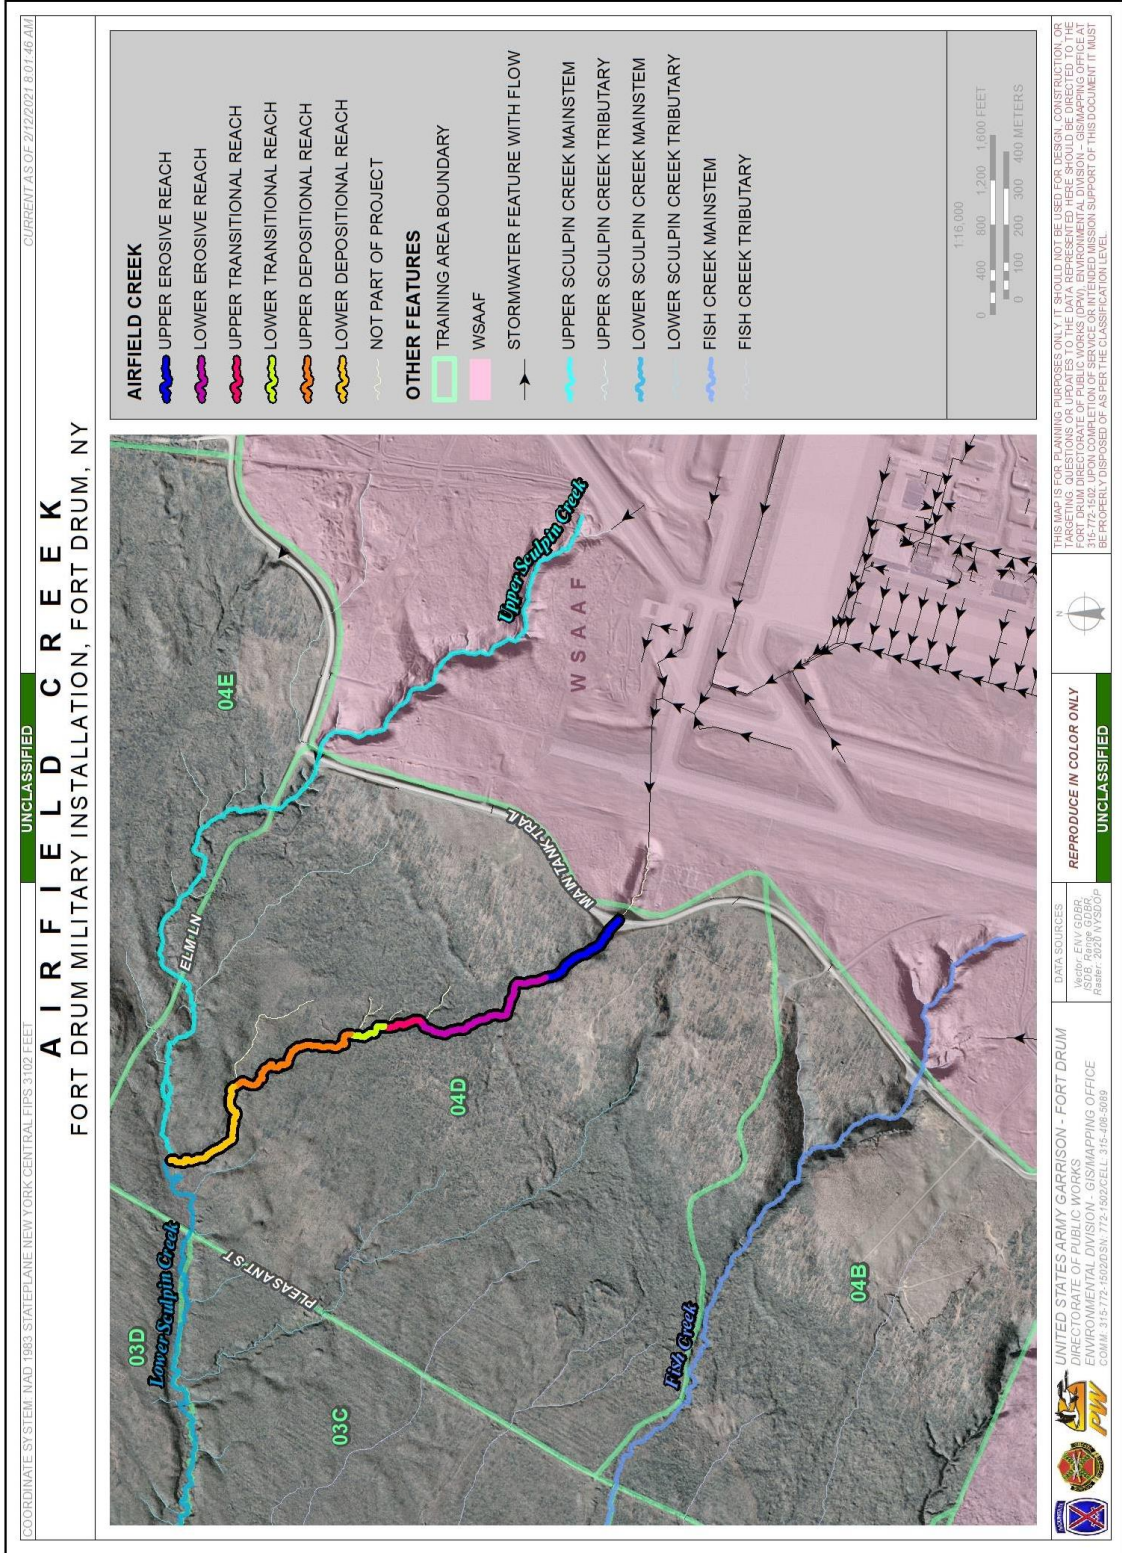 UNCLASSIFIED
COORDINATE SYSTEM: NAD 1983 STATEPLANE NEW YORK CENTRAL FIPS 3102 FEET
CURRENT AS OF 2/12/2021 8:01:46 AM
AIRFIELD CREEK
FORT DRUM MILITARY INSTALLATION, FORT DRUM, NY
03D
Lower Sculpin Creek
PLEASANT ST
03C
ELM LN
04E
04D
MAIN TANK TRAIL
Upper Sculpin Creek
WSAAF
Fish Creek
04B
AIRFIELD CREEK
UPPER EROSIVE REACH
LOWER EROSIVE REACH
UPPER TRANSITIONAL REACH
LOWER TRANSITIONAL REACH
UPPER DEPOSITIONAL REACH
LOWER DEPOSITIONAL REACH
NOT PART OF PROJECT
OTHER FEATURES
TRAINING AREA BOUNDARY
WSAAF
STORMWATER FEATURE WITH FLOW
UPPER SCULPIN CREEK MAINSTEM
UPPER SCULPIN CREEK TRIBUTARY
LOWER SCULPIN CREEK MAINSTEM
LOWER SCULPIN CREEK TRIBUTARY
FISH CREEK MAINSTEM
FISH CREEK TRIBUTARY
1:16,000
0 400 800 1,200 1,600 FEET
0 100 200 300 400 METERS
UNITED STATES ARMY GARRISON - FORT DRUM
DIRECTORATE OF PUBLIC WORKS
ENVIRONMENTAL DIVISION - GIS/MAPPING OFFICE
COM: 315-772-1502/DSN: 772-1502/CELL: 315-408-5089
PW
DATA SOURCES
Vector: ENV GDBR,
ISDB, Range GDBR,
Raster: 2020 NYSDOP
REPRODUCE IN COLOR ONLY
UNCLASSIFIED
N
THIS MAP IS FOR PLANNING PURPOSES ONLY. IT SHOULD NOT BE USED FOR DESIGN, CONSTRUCTION, OR
TARGETING. QUESTIONS OR UPDATES TO THE DATA REPRESENTED HERE SHOULD BE DIRECTED TO THE
FORT DRUM DIRECTORATE OF PUBLIC WORKS (DPW), ENVIRONMENTAL DIVISION - GIS/MAPPING OFFICE AT
315-772-1502. UPON COMPLETION OF SERVICE OR INTENDED MISSION SUPPORT OF THIS DOCUMENT IT MUST
BE PROPERLY DISPOSED OF AS PER THE CLASSIFICATION LEVEL.